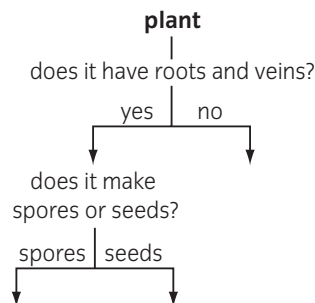 plant
does it have roots and veins?
yes no
does it make
spores or seeds?
spores seeds